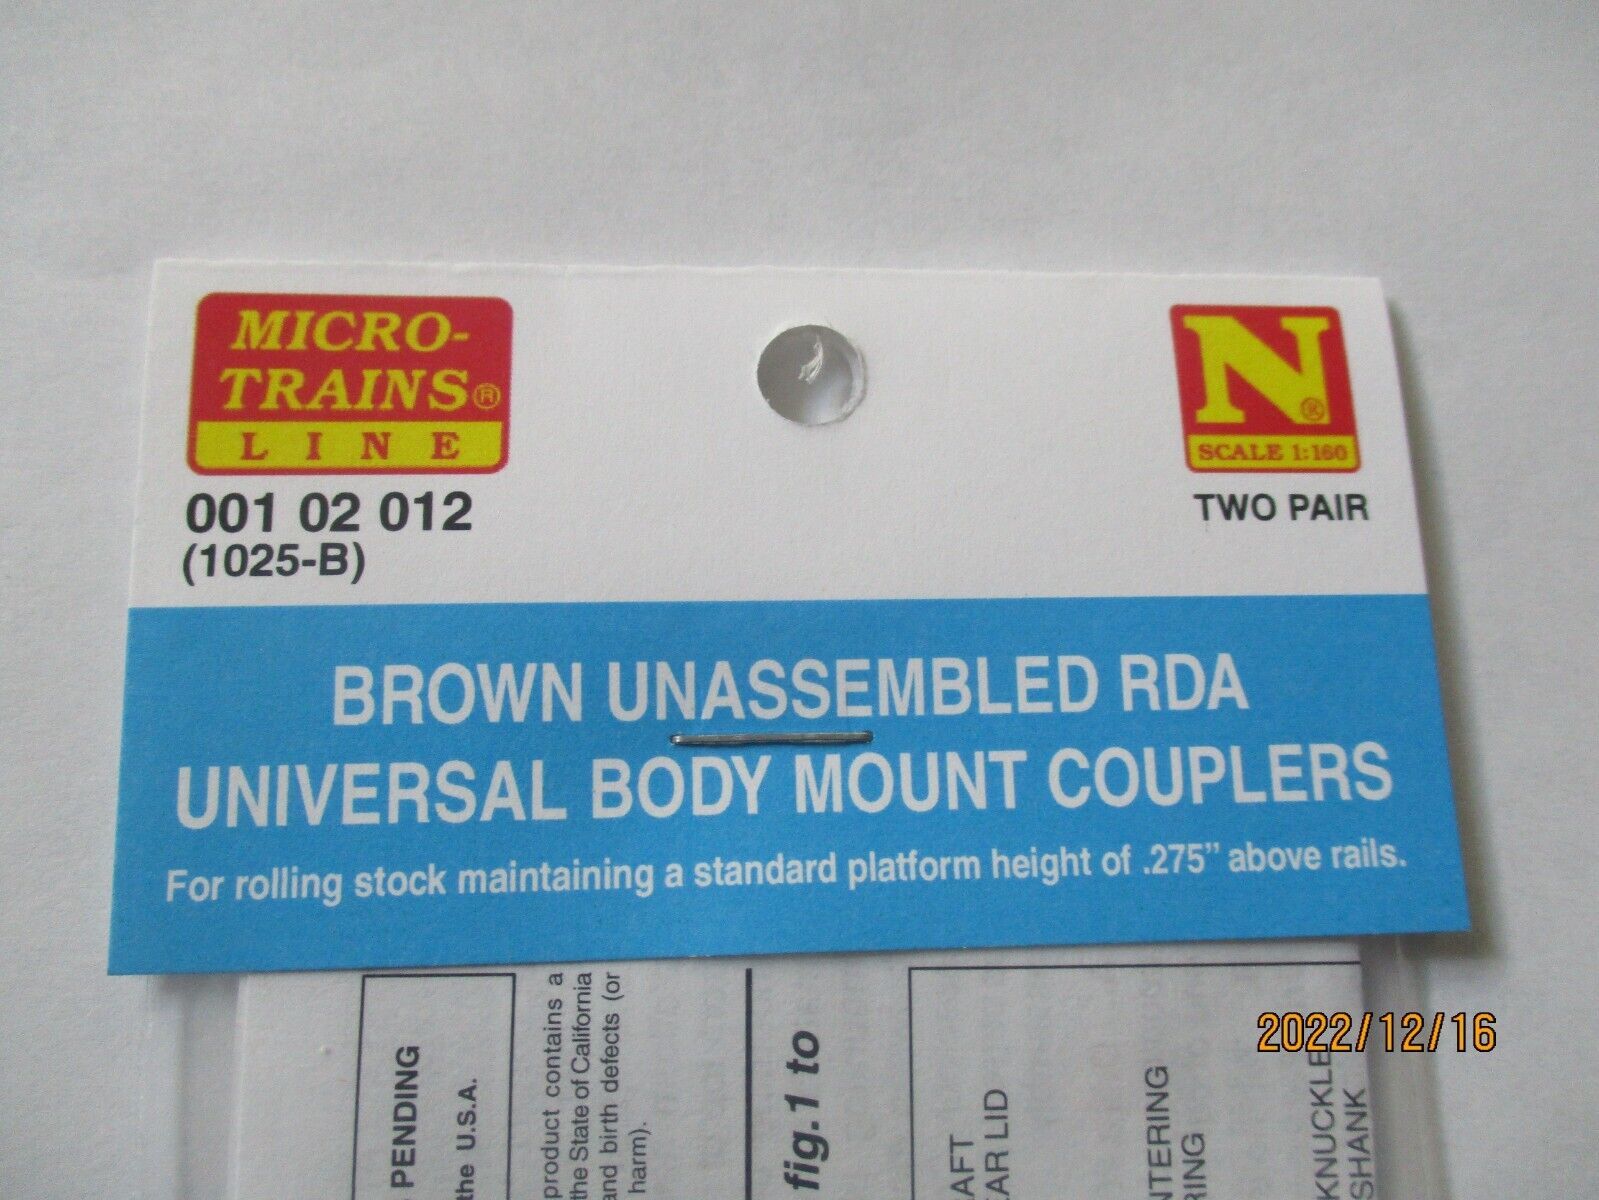 MICRO-
TRAINS®
LINE
001 02 012
(1025-B)
N®
SCALE 1:160
TWO PAIR
BROWN UNASSEMBLED RDA
UNIVERSAL BODY MOUNT COUPLERS
For rolling stock maintaining a standard platform height of .275” above rails.
PENDING
the U.S.A.
product contains a
the State of California
and birth defects (or
harm).
fig.1 to
AFT
AR LID
NTERING
RING
KNUCKLE
SHANK
2022/12/16